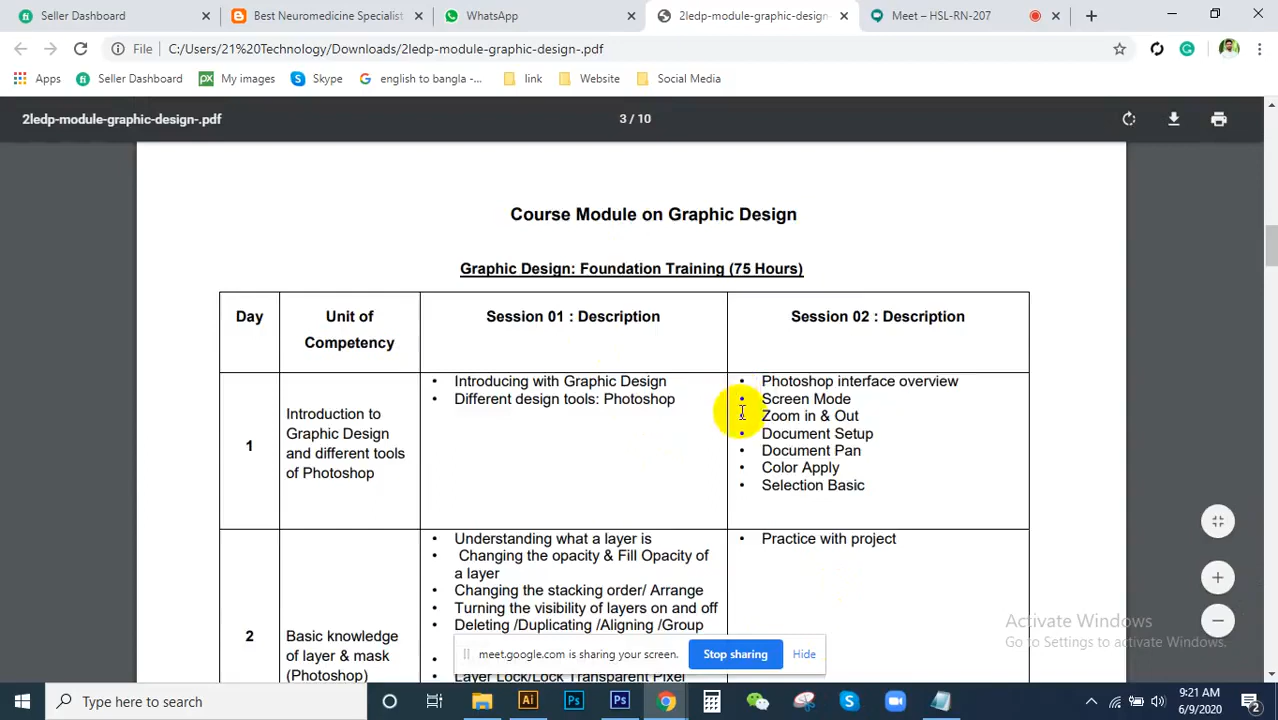 Seller Dashboard
Best Neuromedicine Specialist
WhatsApp
2ledp-module-graphic-design-
Meet – HSL-RN-207
File
C:/Users/21%20Technology/Downloads/2ledp-module-graphic-design-.pdf
Apps
Seller Dashboard
My images
Skype
english to bangla -...
link
Website
Social Media
2ledp-module-graphic-design-.pdf
3 / 10
Course Module on Graphic Design
Graphic Design: Foundation Training (75 Hours)
Day
Unit of
Competency
Session 01 : Description
Session 02 : Description
1
Introduction to
Graphic Design
and different tools
of Photoshop
• Introducing with Graphic Design
• Different design tools: Photoshop
• Photoshop interface overview
• Screen Mode
• Zoom in & Out
• Document Setup
• Document Pan
• Color Apply
• Selection Basic
2
Basic knowledge
of layer & mask
(Photoshop)
• Understanding what a layer is
• Changing the opacity & Fill Opacity of
a layer
• Changing the stacking order/ Arrange
• Turning the visibility of layers on and off
• Deleting /Duplicating /Aligning /Group
Layer Lock/Lock Transparent Pixel
• Practice with project
meet.google.com is sharing your screen.
Stop sharing
Hide
Activate Windows
Go to Settings to activate Windows.
Type here to search
9:21 AM
6/9/2020
2